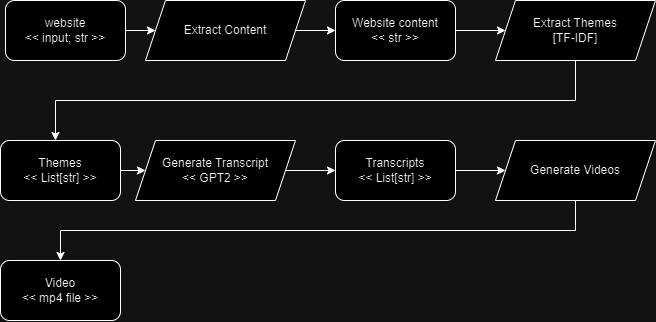 website
<< input; str >>
Extract Content
Website content
<< str >>
Extract Themes
[TF-IDF]
Themes
<< List[str] >>
Generate Transcript
<< GPT2 >>
Transcripts
<< List[str] >>
Generate Videos
Video
<< mp4 file >>